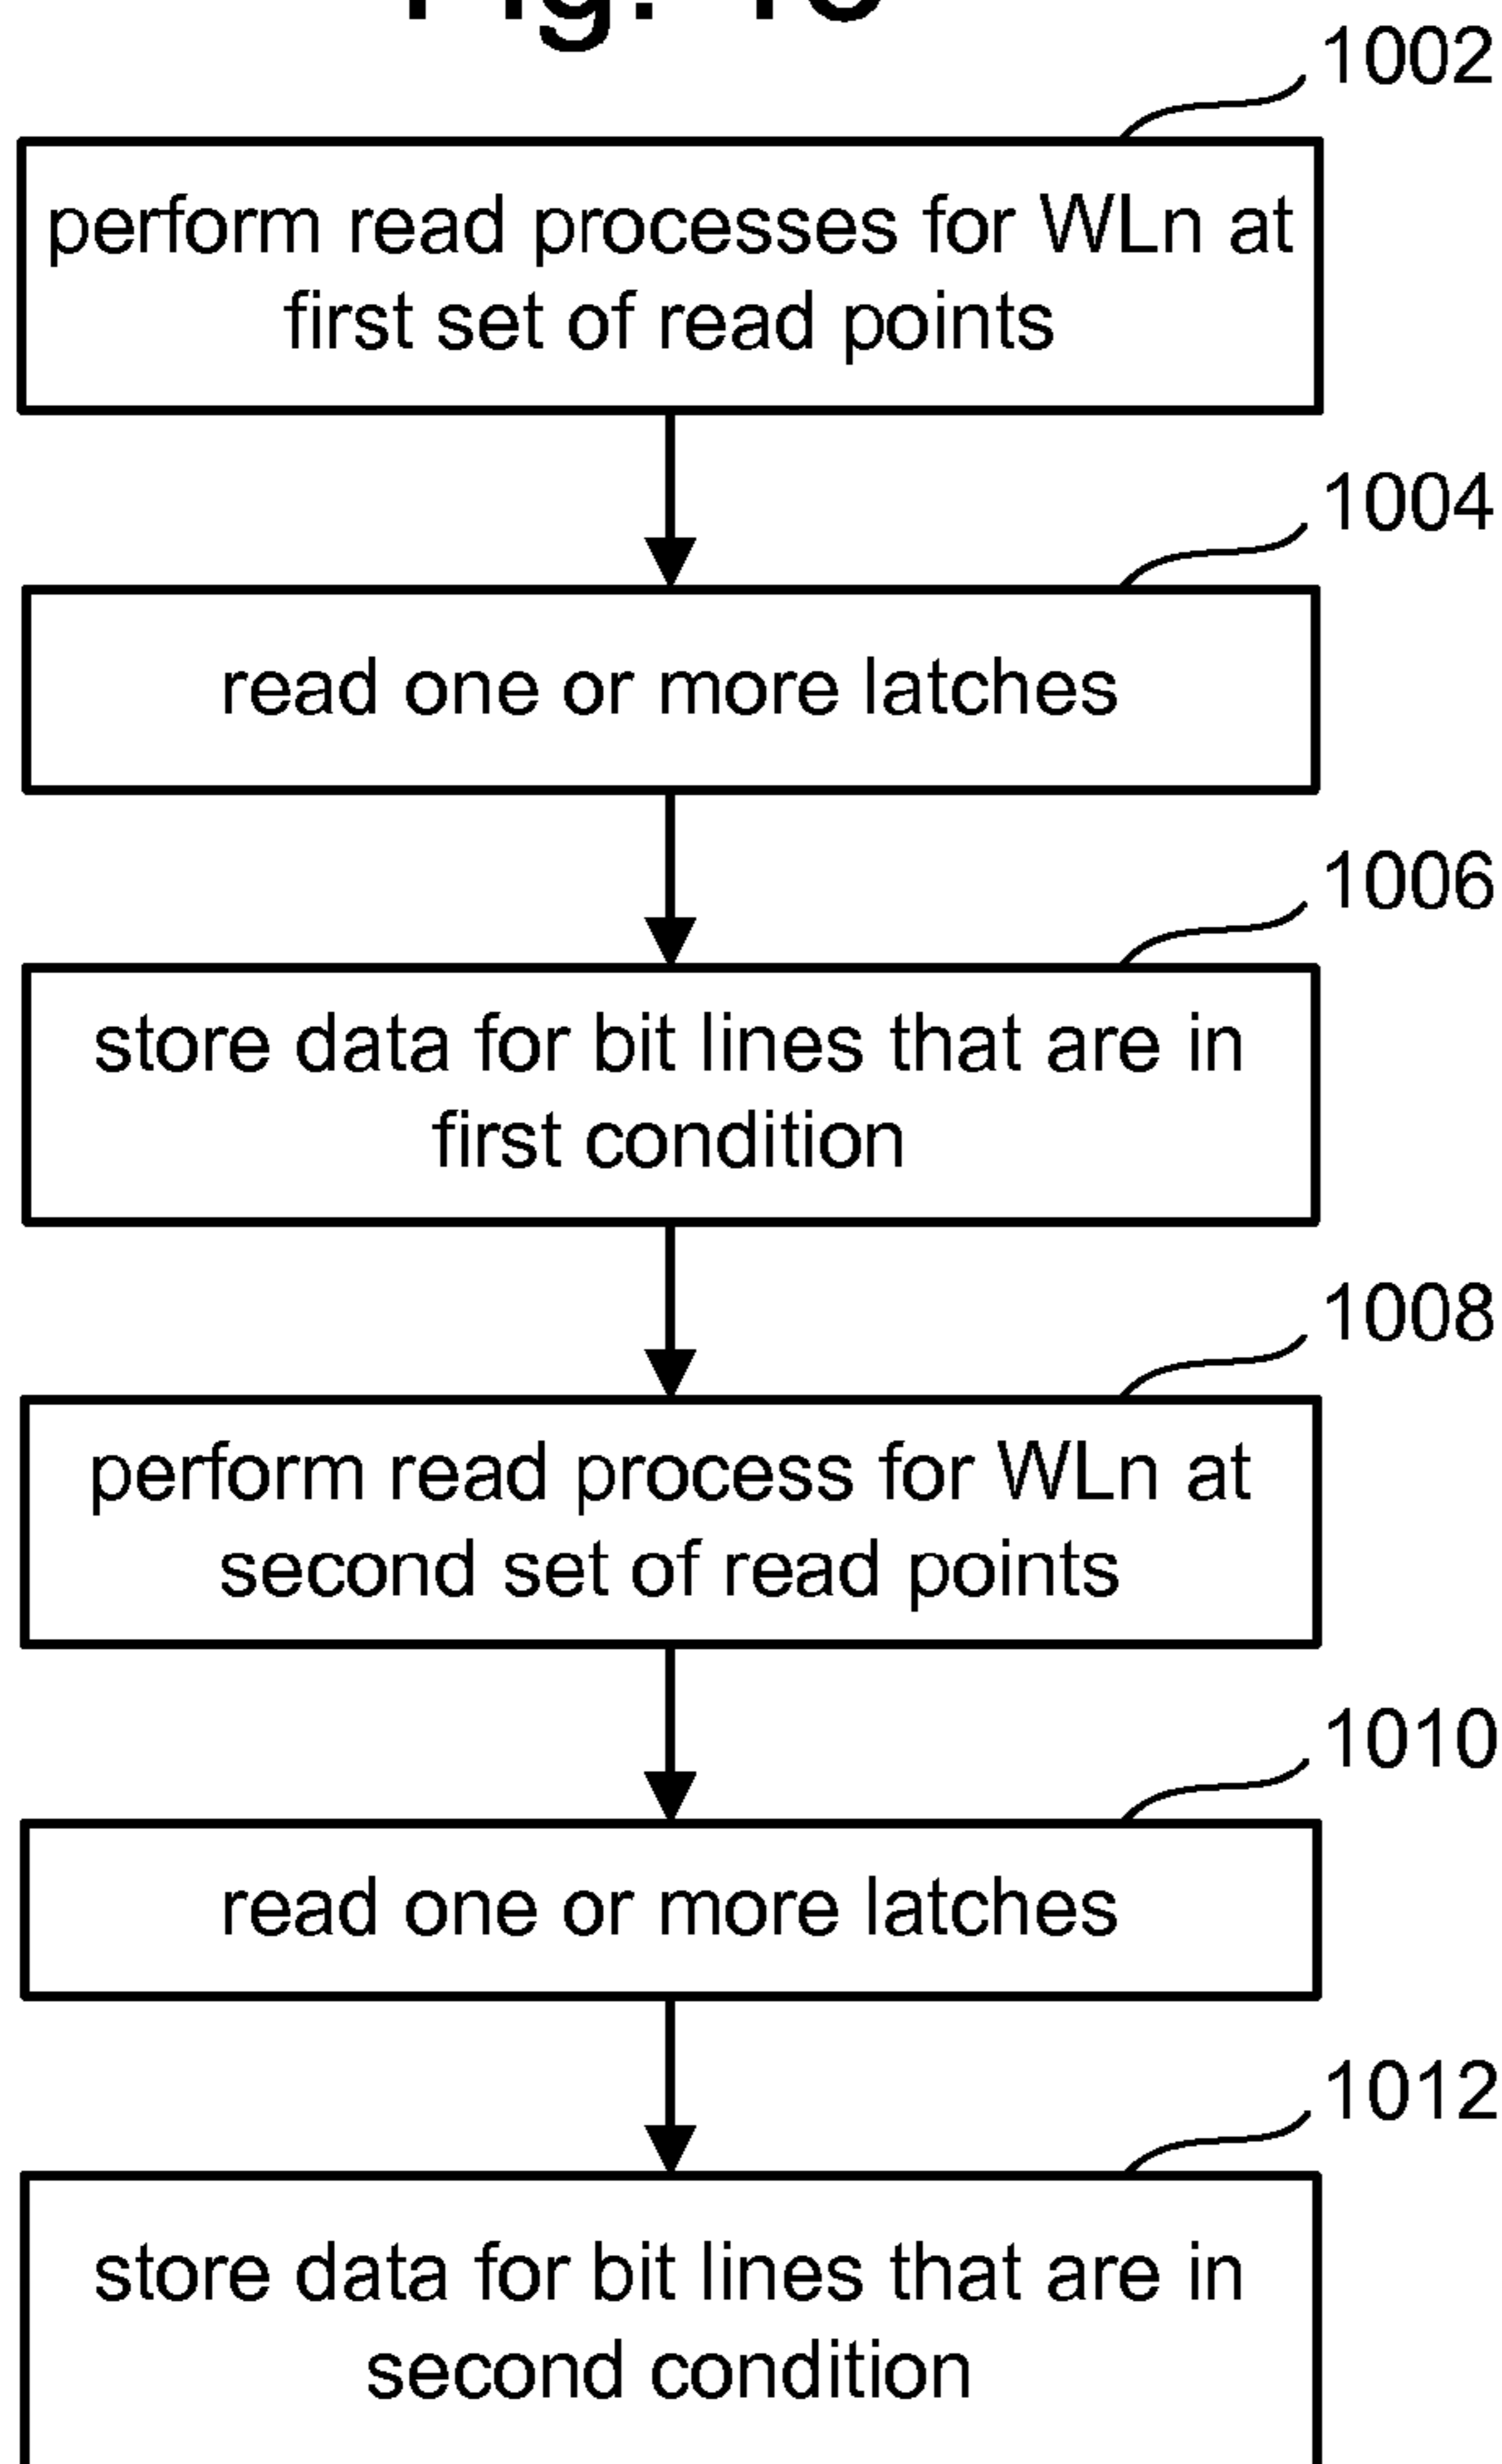 1002
perform read processes for WLn at
first set of read points
1004
read one or more latches
1006
store data for bit lines that are in
first condition
1008
perform read process for WLn at
second set of read points
1010
read one or more latches
1012
store data for bit lines that are in
second condition